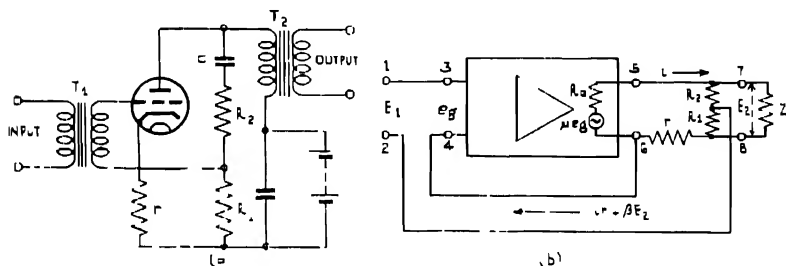 T2
C
T1
R2
OUTPUT
INPUT
r
R1
(a
1
3
5
i
7
Ra
R2
E1
eg
E2
Z
μeg
R1
2
4
6
r
8
ir + βE2
(b)